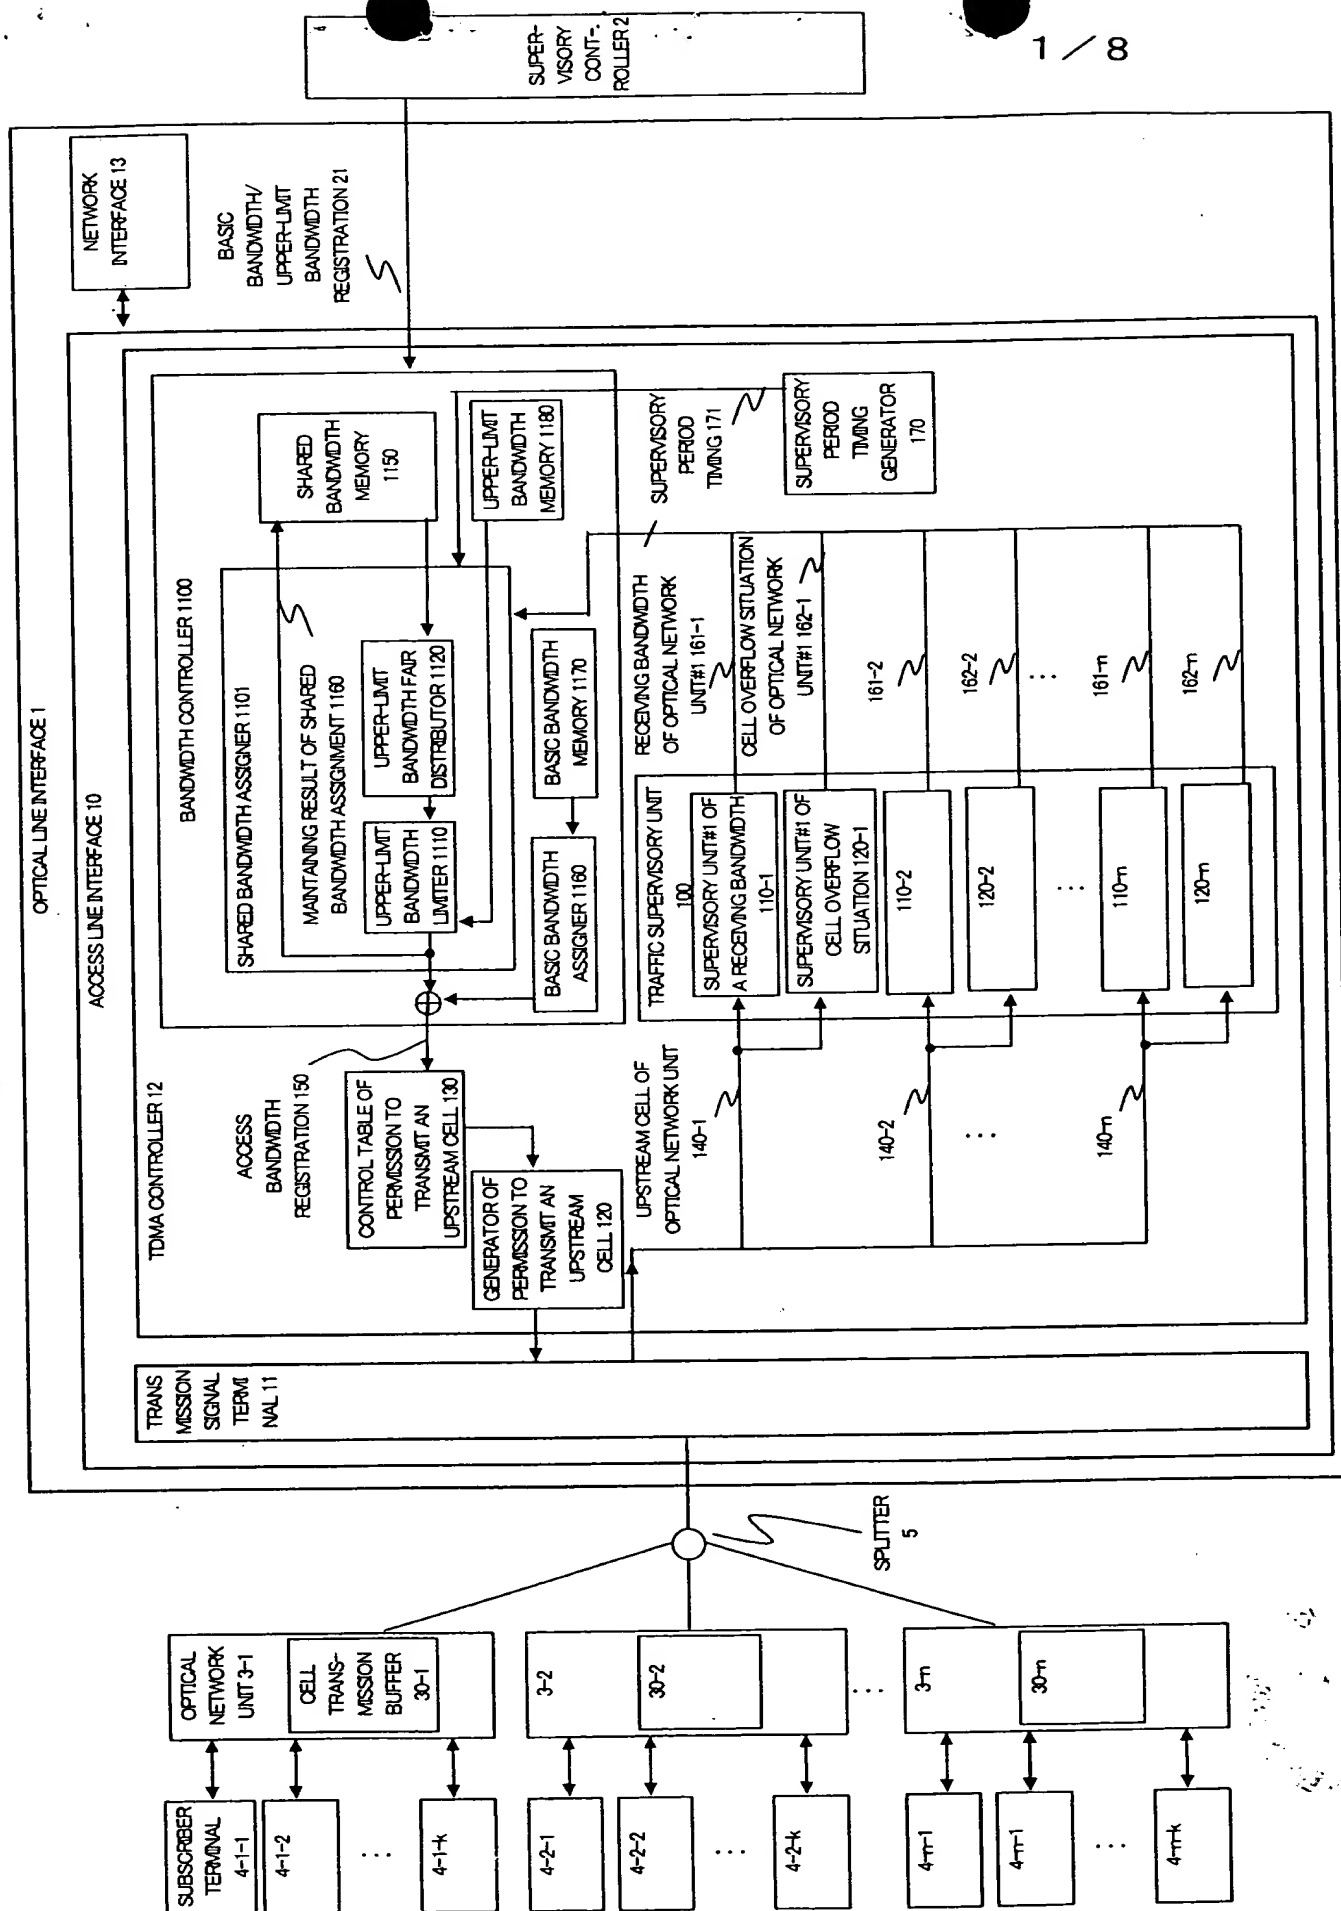 1／8
SUPER-
VISORY
CONT-
ROLLER 2
OPTICAL LINE INTERFACE 1
NETWORK
INTERFACE 13
BASIC
BANDWIDTH/
UPPER-LIMIT
BANDWIDTH
REGISTRATION 21
ACCESS LINE INTERFACE 10
TDMA CONTROLLER 12
BANDWIDTH CONTROLLER 1100
SHARED BANDWIDTH ASSIGNER 1101
MAINTAINING RESULT OF SHARED
BANDWIDTH ASSIGNMENT 1160
SHARED
BANDWIDTH
MEMORY
1150
UPPER-LIMIT
BANDWIDTH
LIMITER 1110
UPPER-LIMIT
BANDWIDTH FAIR
DISTRIBUTOR 1120
UPPER-LIMIT
BANDWIDTH
MEMORY 1180
BASIC BANDWIDTH
ASSIGNER 1160
BASIC BANDWIDTH
MEMORY 1170
SUPERVISORY
PERIOD
TIMING 171
SUPERVISORY
PERIOD
TIMING
GENERATOR
170
ACCESS
BANDWIDTH
REGISTRATION 150
CONTROL TABLE OF
PERMISSION TO
TRANSMIT AN
UPSTREAM CELL 130
GENERATOR OF
PERMISSION TO
TRANSMIT AN
UPSTREAM
CELL 120
UPSTREAM CELL OF
OPTICAL NETWORK UNIT
140-1
140-2
⋯
140-n
TRAFFIC SUPERVISORY UNIT
100
SUPERVISORY UNIT#1 OF
A RECEIVING BANDWIDTH
110-1
SUPERVISORY UNIT#1 OF
CELL OVERFLOW
SITUATION 120-1
110-2
120-2
⋯
110-n
120-n
RECEIVING BANDWIDTH
OF OPTICAL NETWORK
UNIT#1 161-1
CELL OVERFLOW SITUATION
OF OPTICAL NETWORK
UNIT#1 162-1
161-2
162-2
⋯
161-n
162-n
TRANS
MISSION
SIGNAL
TERMI
NAL 11
SPLITTER
5
OPTICAL
NETWORK
UNIT 3-1
CELL
TRANS-
MISSION
BUFFER
30-1
3-2
30-2
⋯
3-n
30-n
SUBSCRIBER
TERMINAL
4-1-1
4-1-2
⋯
4-1-k
4-2-1
4-2-2
⋯
4-2-k
4-n-1
4-n-1
⋯
4-n-k